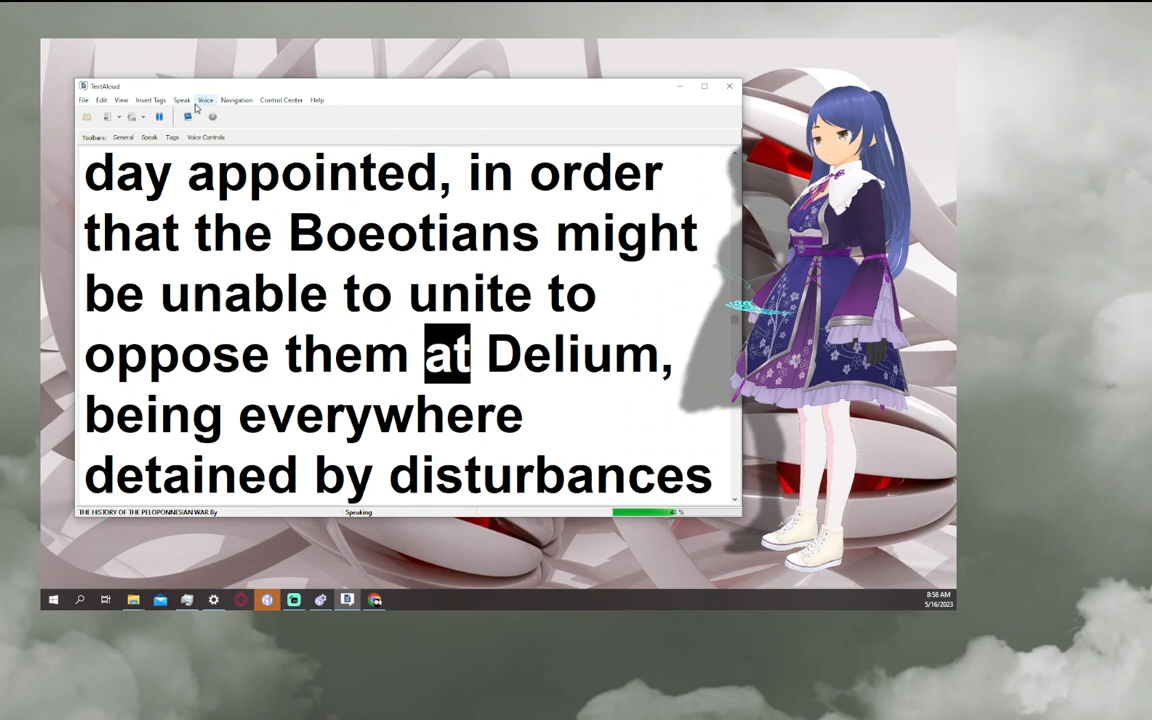 TextAloud
File Edit View Insert Tags Speak Voice Navigation Control Center Help
Toolbars: General Speak Tags Voice Controls
day appointed, in order
that the Boeotians might
be unable to unite to
oppose them at Delium,
being everywhere
detained by disturbances
THE HISTORY OF THE PELOPONNESIAN WAR By Speaking
8:58 AM
5/16/2023